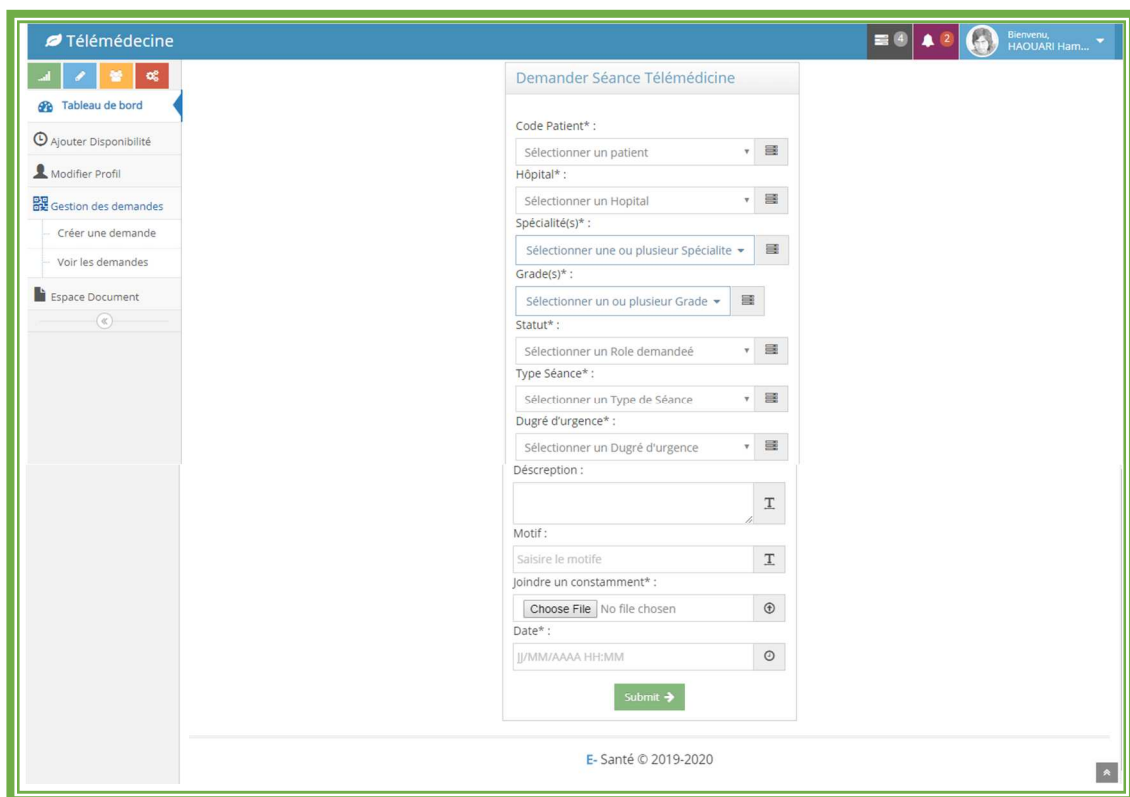 Télémédecine
4
2
Bienvenu,
HAOUARI Ham...
Tableau de bord
Ajouter Disponibilité
Modifier Profil
Gestion des demandes
Créer une demande
Voir les demandes
Espace Document
Demander Séance Télémédicine
Code Patient* :
Sélectionner un patient
Hôpital* :
Sélectionner un Hopital
Spécialité(s)* :
Sélectionner une ou plusieur Spécialite
Grade(s)* :
Sélectionner un ou plusieur Grade
Statut* :
Sélectionner un Role demandeé
Type Séance* :
Sélectionner un Type de Séance
Dugré d'urgence* :
Sélectionner un Dugré d'urgence
Déscreption :
Motif :
Saisire le motife
Joindre un constamment* :
Choose File No file chosen
Date* :
JJ/MM/AAAA HH:MM
Submit
E- Santé © 2019-2020